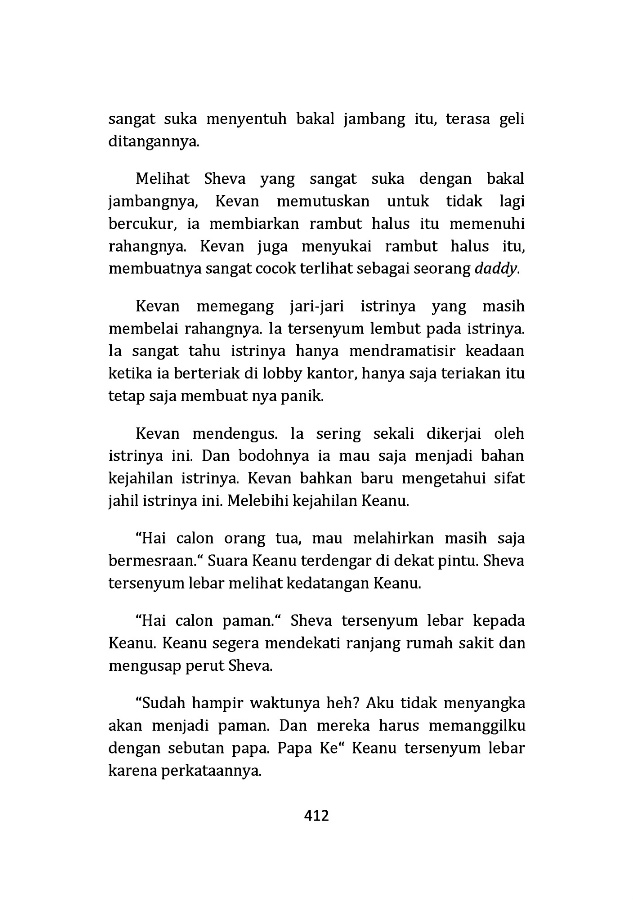 sangat suka menyentuh bakal jambang itu, terasa geli
ditangannya.
Melihat Sheva yang sangat suka dengan bakal
jambangnya, Kevan memutuskan untuk tidak lagi
bercukur, ia membiarkan rambut halus itu memenuhi
rahangnya. Kevan juga menyukai rambut halus itu,
membuatnya sangat cocok terlihat sebagai seorang daddy.
Kevan memegang jari-jari istrinya yang masih
membelai rahangnya. Ia tersenyum lembut pada istrinya.
Ia sangat tahu istrinya hanya mendramatisir keadaan
ketika ia berteriak di lobby kantor, hanya saja teriakan itu
tetap saja membuat nya panik.
Kevan mendengus. Ia sering sekali dikerjai oleh
istrinya ini. Dan bodohnya ia mau saja menjadi bahan
kejahilan istrinya. Kevan bahkan baru mengetahui sifat
jahil istrinya ini. Melebihi kejahilan Keanu.
“Hai calon orang tua, mau melahirkan masih saja
bermesraan.“ Suara Keanu terdengar di dekat pintu. Sheva
tersenyum lebar melihat kedatangan Keanu.
“Hai calon paman.“ Sheva tersenyum lebar kepada
Keanu. Keanu segera mendekati ranjang rumah sakit dan
mengusap perut Sheva.
“Sudah hampir waktunya heh? Aku tidak menyangka
akan menjadi paman. Dan mereka harus memanggilku
dengan sebutan papa. Papa Ke“ Keanu tersenyum lebar
karena perkataannya.
412